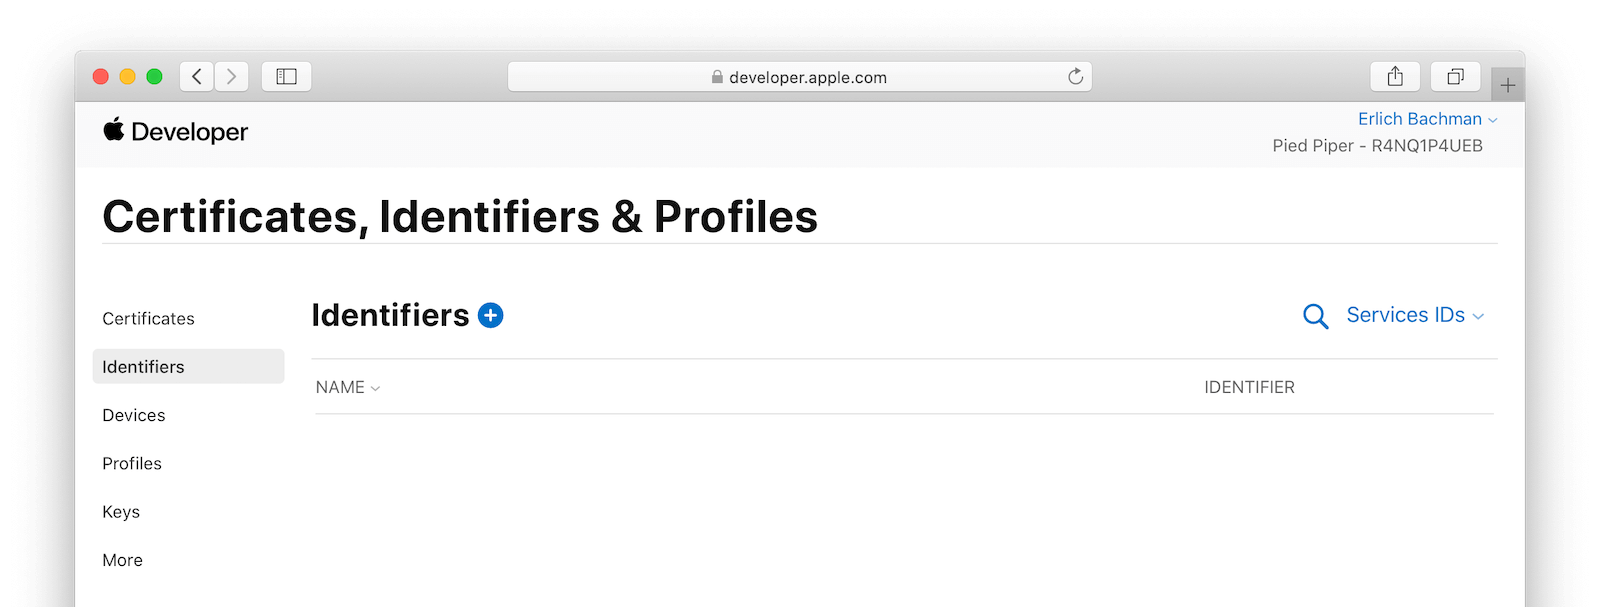 developer.apple.com
Developer
Erlich Bachman
Pied Piper - R4NQ1P4UEB
Certificates, Identifiers & Profiles
Certificates
Identifiers
Devices
Profiles
Keys
More
Identifiers
Services IDs
NAME
IDENTIFIER